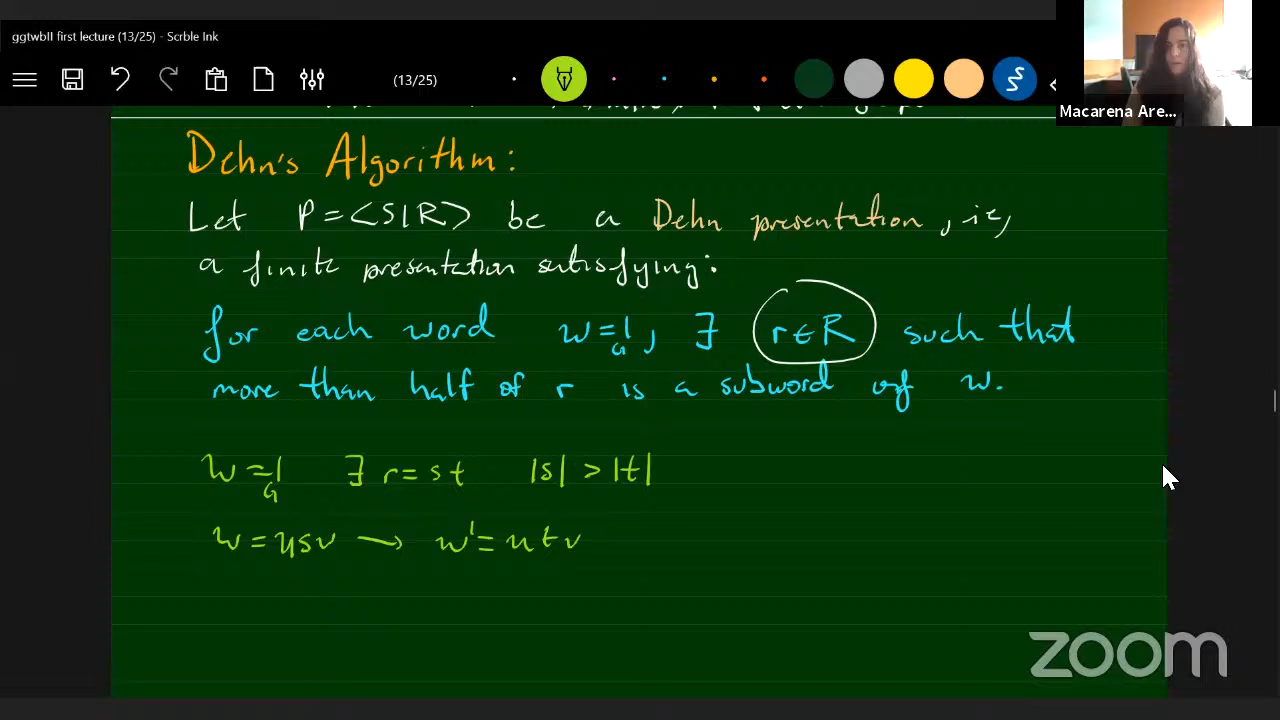 ggtwbII first lecture (13/25) - Scrble Ink
(13/25)
Macarena Are...
Dehn's Algorithm:
Let P = <S|R> be a Dehn presentation, ie,
a finite presentation satisfying:
for each word w =_G 1, ∃ r ∈ R such that
more than half of r is a subword of w.
w =_G 1 ∃ r = s t |s| > |t|
w = usv → w' = u t v
zoom